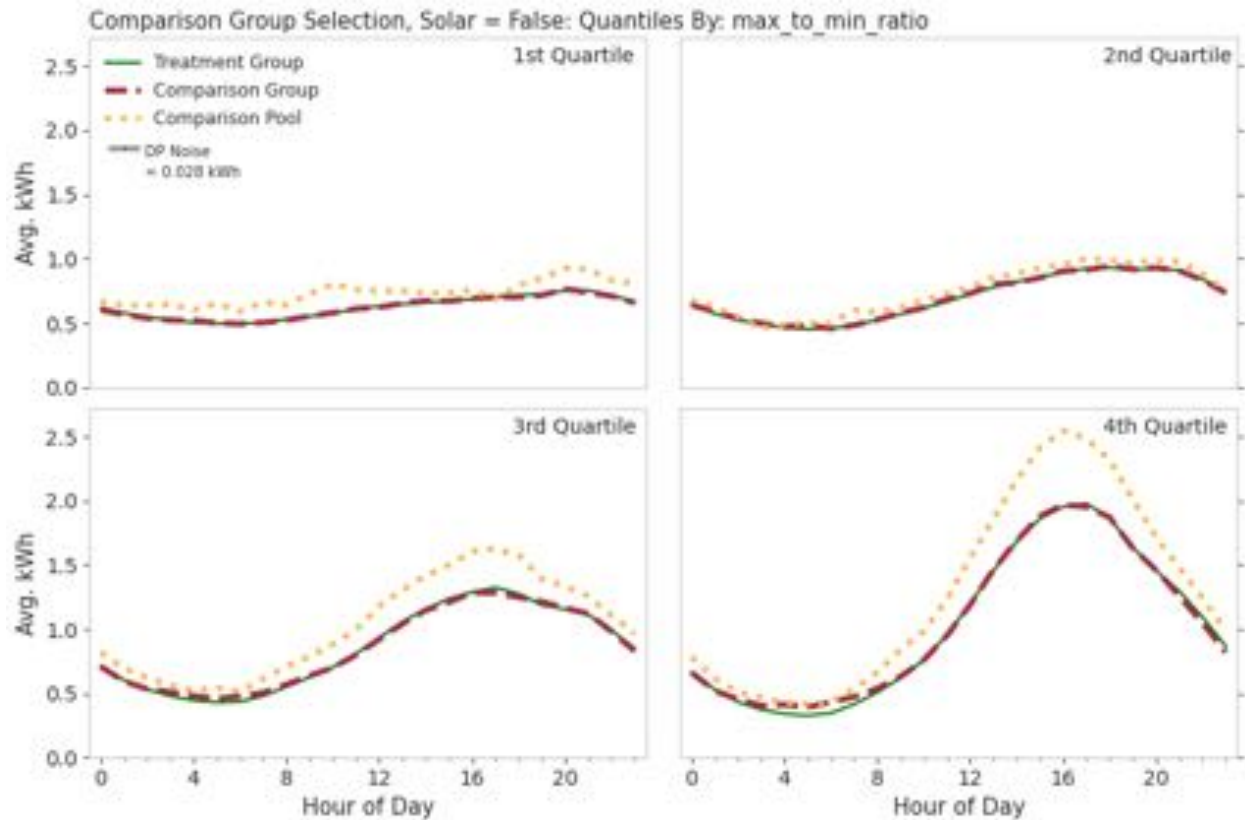 Comparison Group Selection, Solar = False: Quantiles By: max_to_min_ratio
1st Quartile
2nd Quartile
Treatment Group
Comparison Group
Comparison Pool
DP Noise
= 0.028 kWh
Avg. kWh
2.5
2.0
1.5
1.0
0.5
0.0
3rd Quartile
4th Quartile
Avg. kWh
2.5
2.0
1.5
1.0
0.5
0.0
0 4 8 12 16 20
0 4 8 12 16 20
Hour of Day
Hour of Day